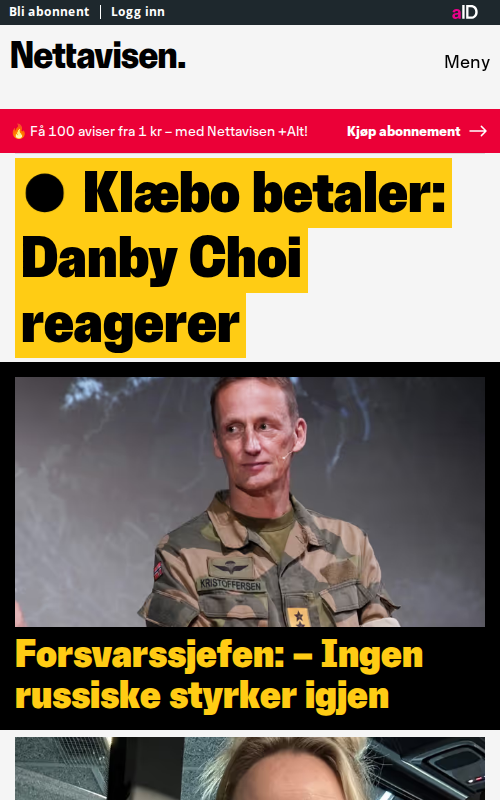 Bli abonnent | Logg inn
aID
Nettavisen.
Meny
🔥 Få 100 aviser fra 1 kr – med Nettavisen +Alt!
Kjøp abonnement →
● Klæbo betaler:
Danby Choi
reagerer
KRISTOFFERSEN
Forsvarssjefen: – Ingen
russiske styrker igjen